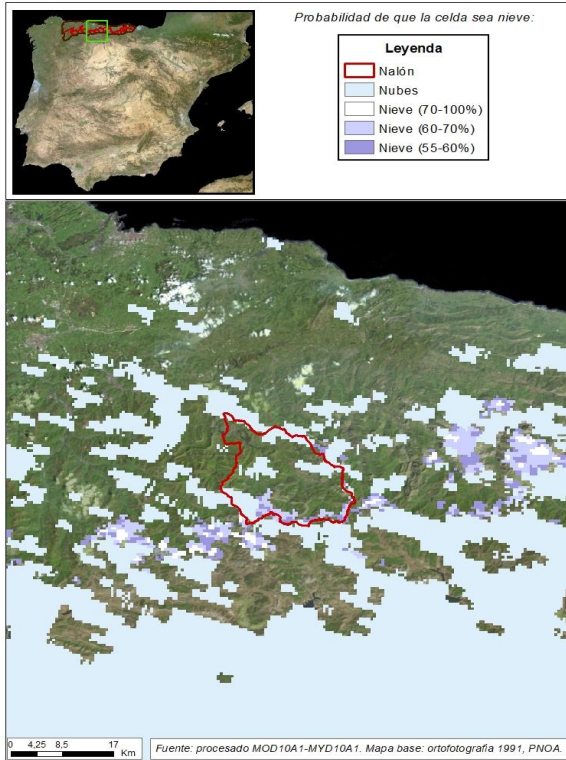 Probabilidad de que la celda sea nieve:
Leyenda
Nalón
Nubes
Nieve (70-100%)
Nieve (60-70%)
Nieve (55-60%)
0 4,25 8,5 17
Km
Fuente: procesado MOD10A1-MYD10A1. Mapa base: ortofotografia 1991, PNOA.